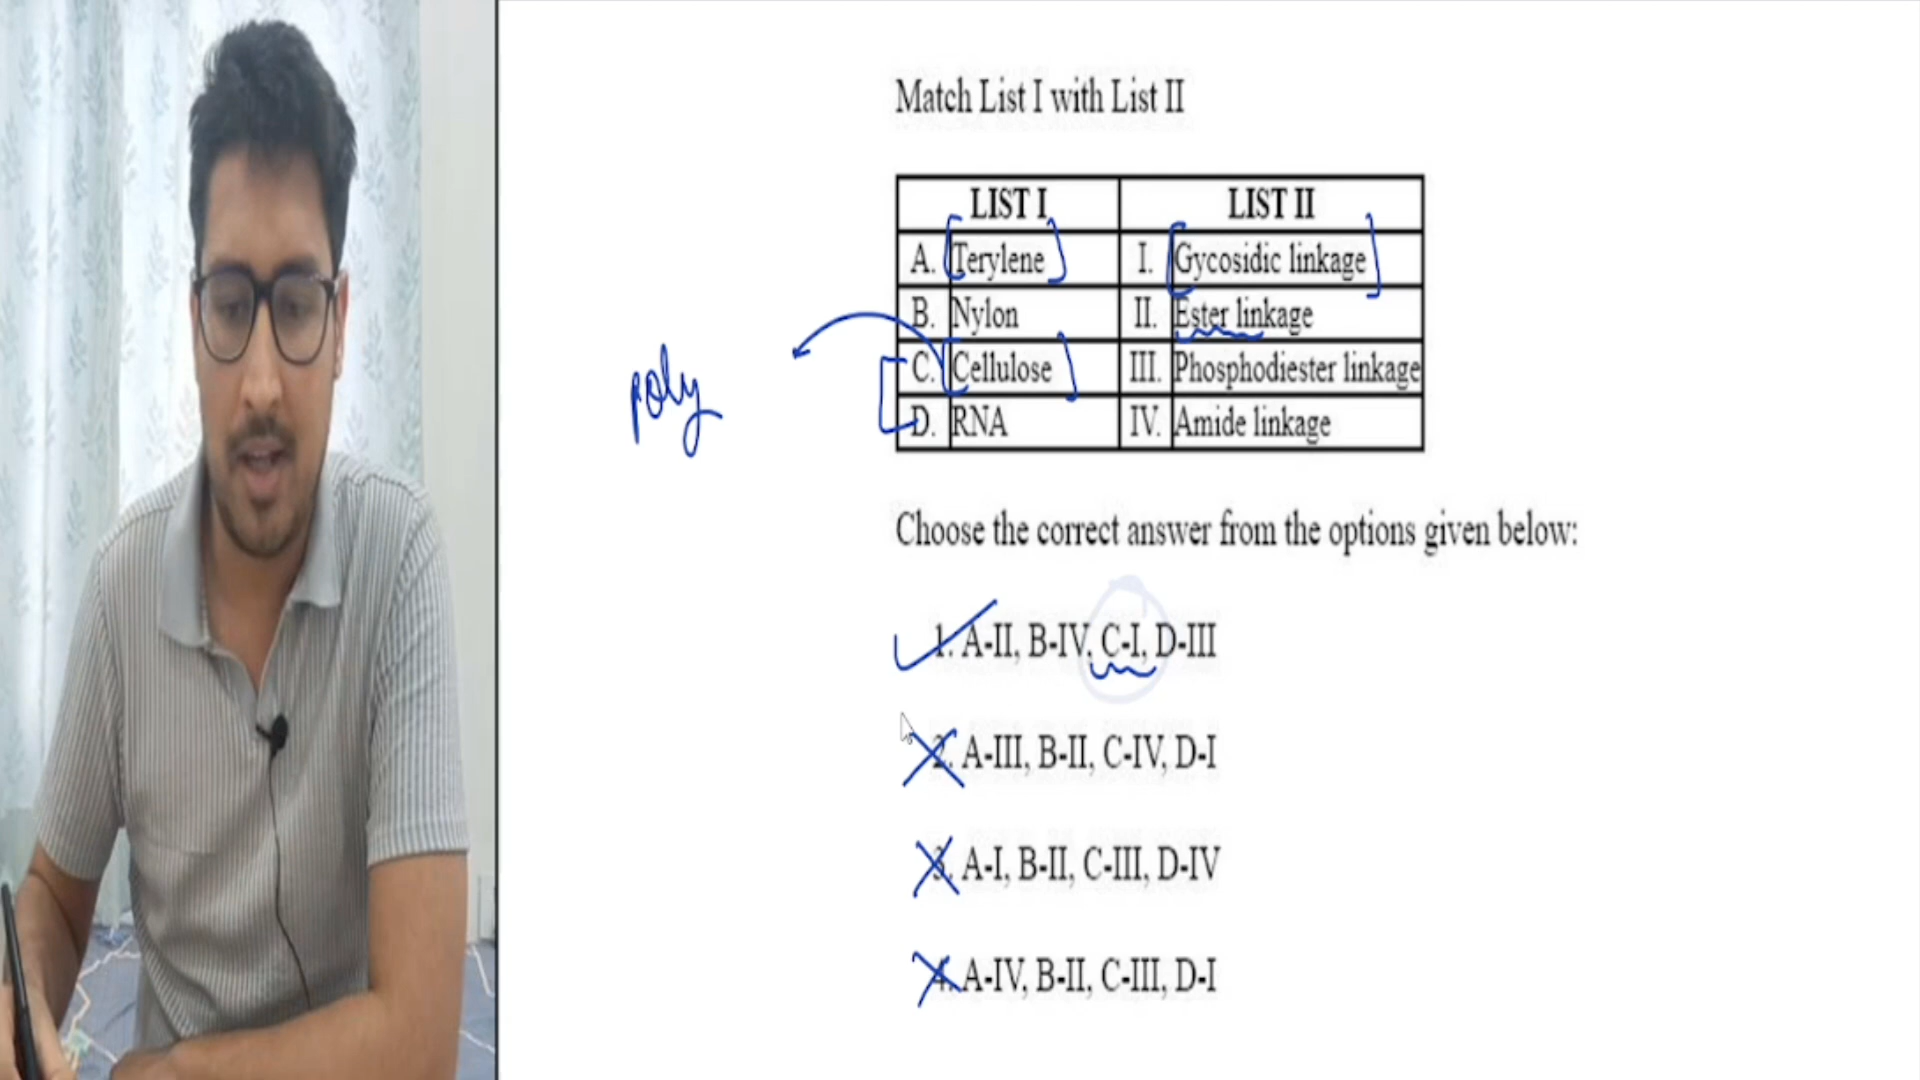 Match List I with List II
LIST I LIST II
A. Terylene I. Gycosidic linkage
B. Nylon II. Ester linkage
C. Cellulose III. Phosphodiester linkage
D. RNA IV. Amide linkage
poly
Choose the correct answer from the options given below:
1. A-II, B-IV, C-I, D-III
2. A-III, B-II, C-IV, D-I
3. A-I, B-II, C-III, D-IV
4. A-IV, B-II, C-III, D-I